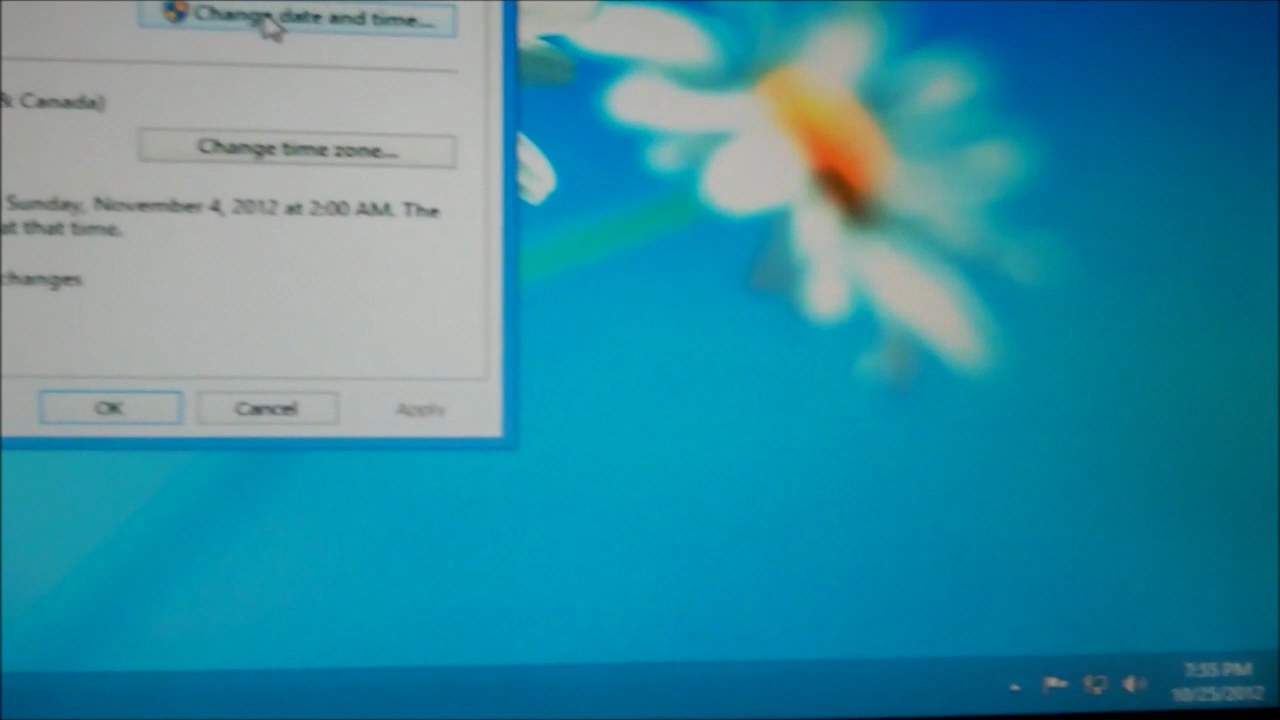 Change date and time...
& Canada)
Change time zone...
Sunday, November 4, 2012 at 2:00 AM. The
at that time.
changes
OK
Cancel
Apply
7:55 PM
10/25/2012